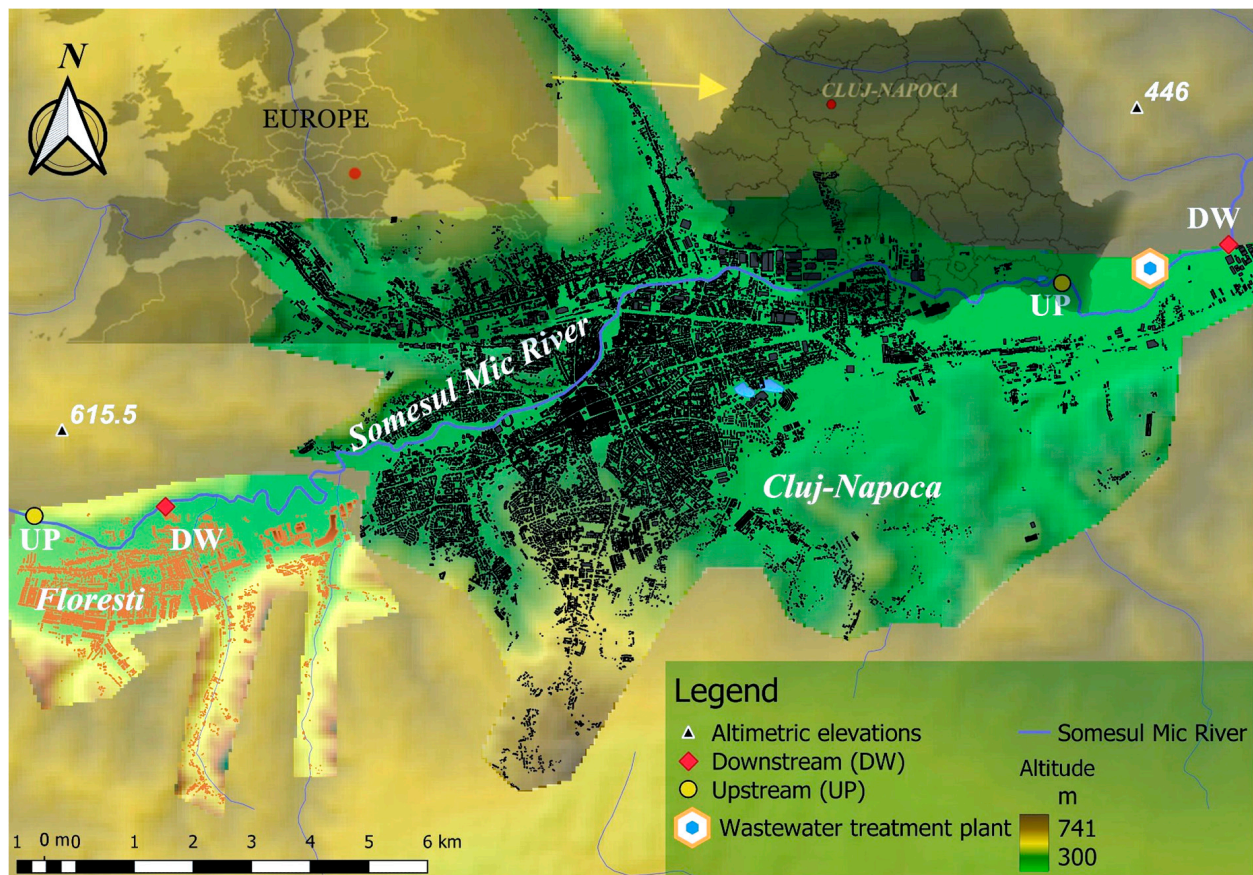 N
EUROPE
CLUJ-NAPOCA
446
DW
UP
Somesul Mic River
615.5
Cluj-Napoca
UP
DW
Floresti
Legend
Altimetric elevations
Downstream (DW)
Upstream (UP)
Wastewater treatment plant
Somesul Mic River
Altitude
m
741
300
1 0 m0 1 2 3 4 5 6 km